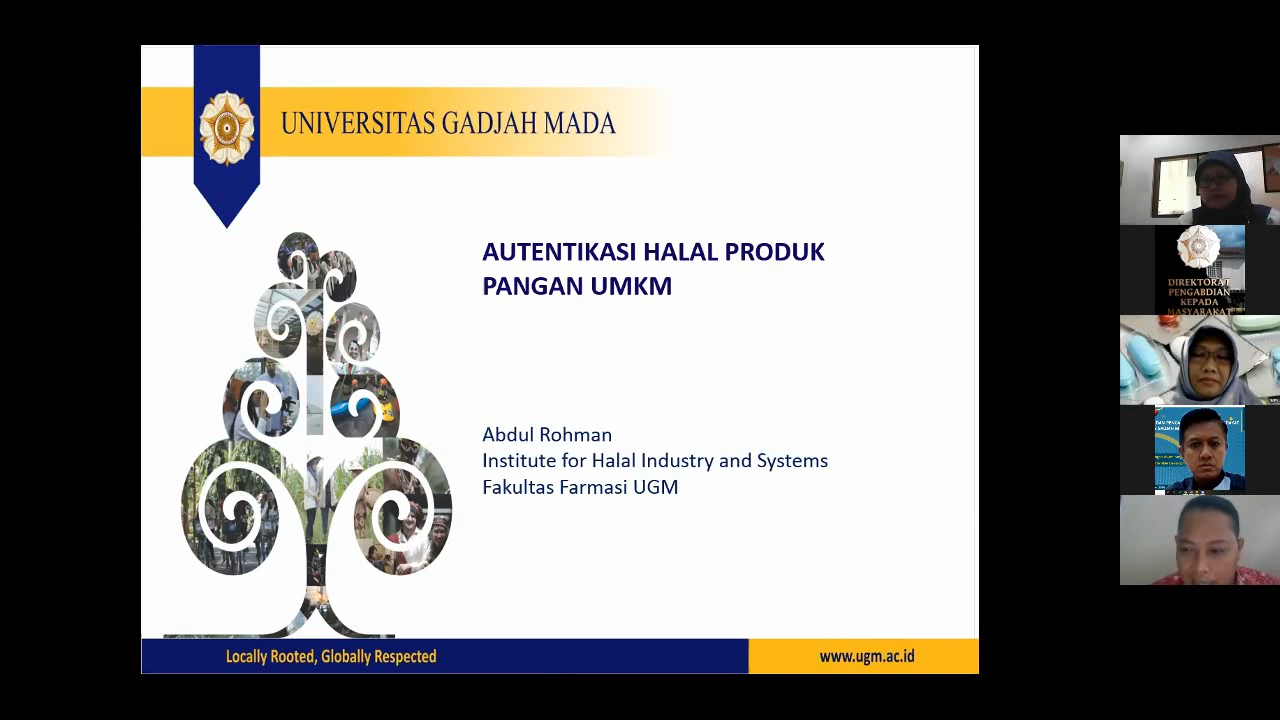 UNIVERSITAS GADJAH MADA
AUTENTIKASI HALAL PRODUK
PANGAN UMKM
Abdul Rohman
Institute for Halal Industry and Systems
Fakultas Farmasi UGM
Locally Rooted, Globally Respected
www.ugm.ac.id
DIREKTORAT
PENGABDIAN
KEPADA
MASYARAKAT